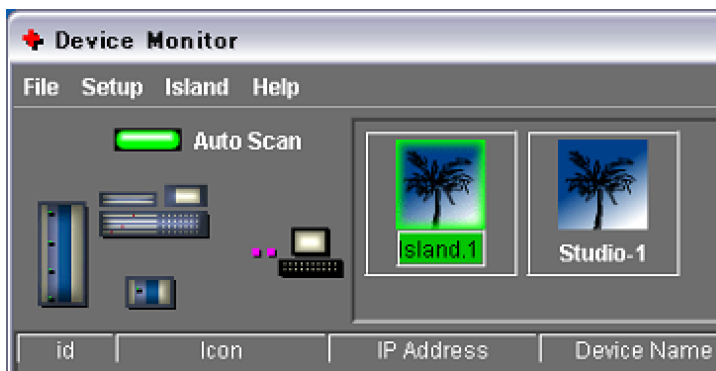 Device Monitor
File Setup Island Help
Auto Scan
Island.1
Studio-1
id Icon IP Address Device Name